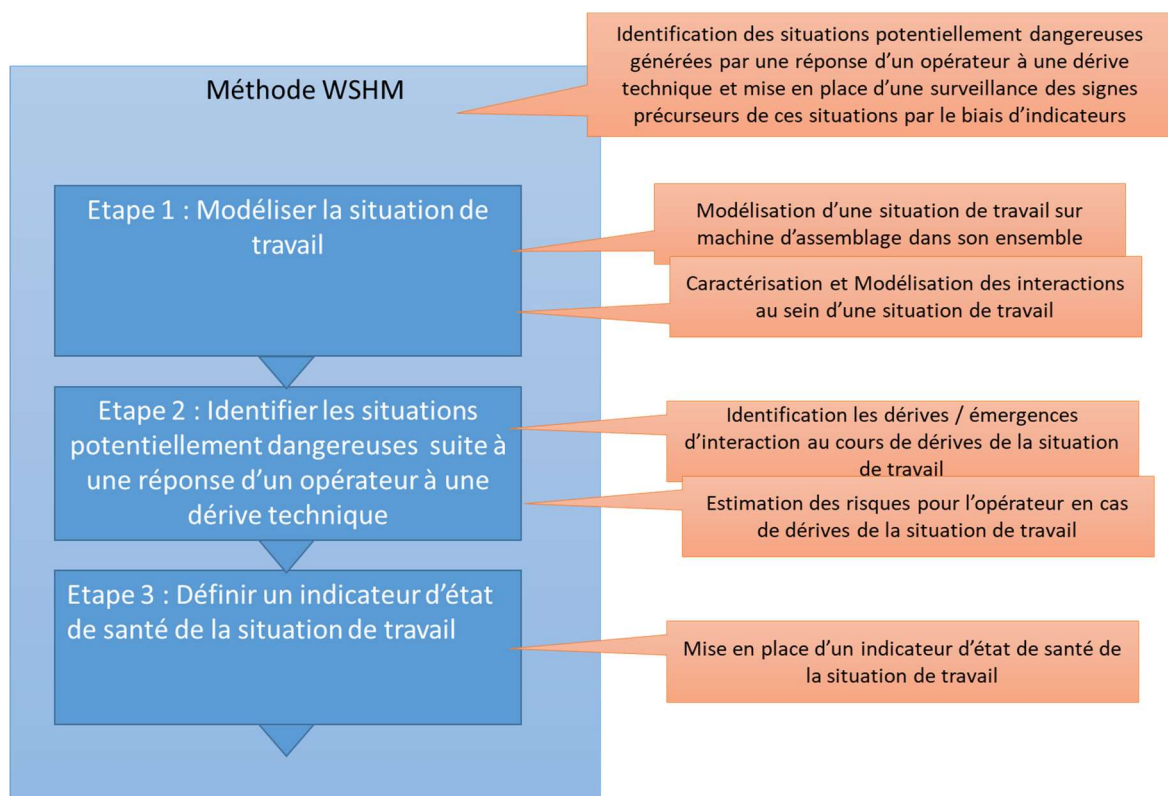 Identification des situations potentiellement dangereuses
générées par une réponse d’un opérateur à une dérive
technique et mise en place d’une surveillance des signes
précurseurs de ces situations par le biais d’indicateurs
Méthode WSHM
Etape 1 : Modéliser la situation de
travail
Modélisation d’une situation de travail sur
machine d’assemblage dans son ensemble
Caractérisation et Modélisation des interactions
au sein d’une situation de travail
Etape 2 : Identifier les situations
potentiellement dangereuses suite à
une réponse d’un opérateur à une
dérive technique
Identification les dérives / émergences
d’interaction au cours de dérives de la situation
de travail
Estimation des risques pour l’opérateur en cas
de dérives de la situation de travail
Etape 3 : Définir un indicateur d’état
de santé de la situation de travail
Mise en place d’un indicateur d’état de santé de
la situation de travail